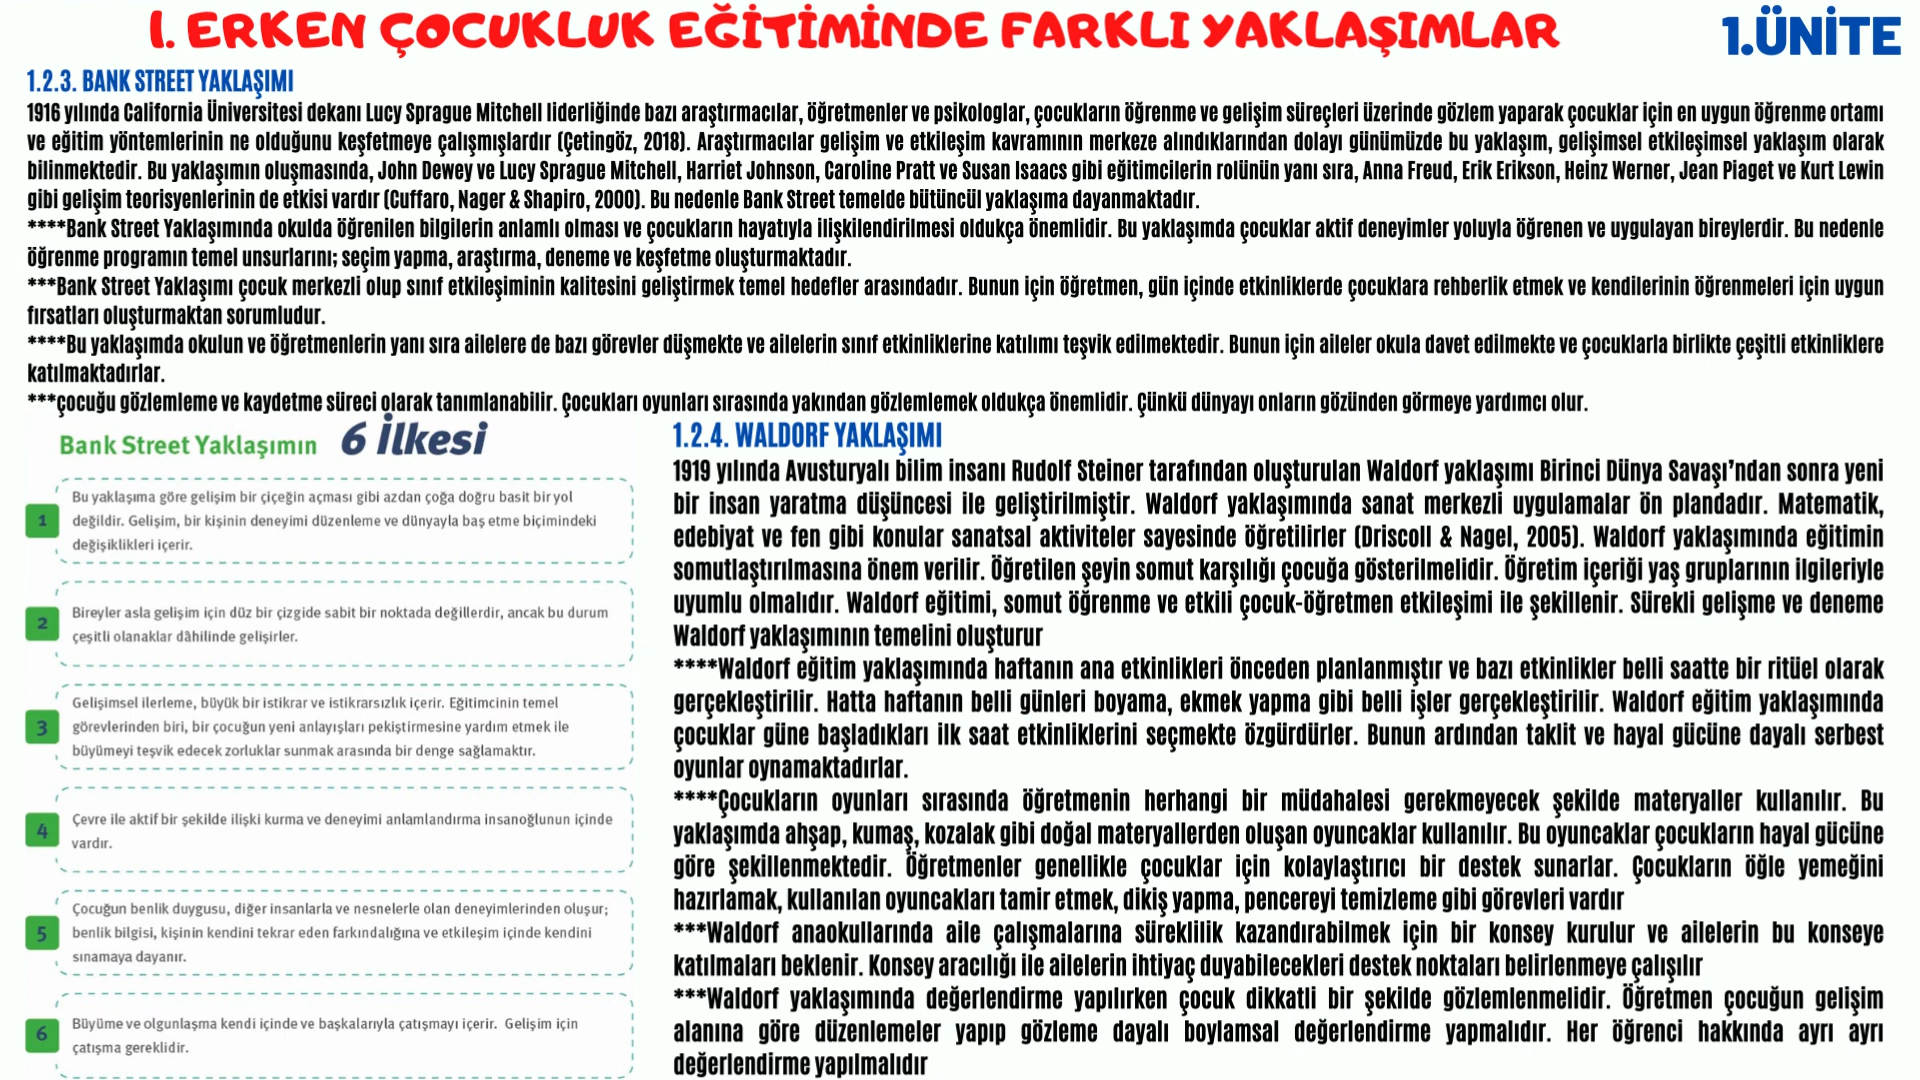 I. ERKEN ÇOCUKLUK EĞİTİMİNDE FARKLI YAKLAŞIMLAR
1.ÜNİTE
1.2.3. BANK STREET YAKLAŞIMI
1916 yılında California Üniversitesi dekanı Lucy Sprague Mitchell liderliğinde bazı araştırmacılar, öğretmenler ve psikologlar, çocukların öğrenme ve gelişim süreçleri üzerinde gözlem yaparak çocuklar için en uygun öğrenme ortamı
ve eğitim yöntemlerinin ne olduğunu keşfetmeye çalışmışlardır (Çetingöz, 2018). Araştırmacılar gelişim ve etkileşim kavramının merkeze alındıklarından dolayı günümüzde bu yaklaşım, gelişimsel etkileşimsel yaklaşım olarak
bilinmektedir. Bu yaklaşımın oluşmasında, John Dewey ve Lucy Sprague Mitchell, Harriet Johnson, Caroline Pratt ve Susan Isaacs gibi eğitimcilerin rolünün yanı sıra, Anna Freud, Erik Erikson, Heinz Werner, Jean Piaget ve Kurt Lewin
gibi gelişim teorisyenlerinin de etkisi vardır (Cuffaro, Nager & Shapiro, 2000). Bu nedenle Bank Street temelde bütüncül yaklaşıma dayanmaktadır.
****Bank Street Yaklaşımında okulda öğrenilen bilgilerin anlamlı olması ve çocukların hayatıyla ilişkilendirilmesi oldukça önemlidir. Bu yaklaşımda çocuklar aktif deneyimler yoluyla öğrenen ve uygulayan bireylerdir. Bu nedenle
öğrenme programın temel unsurlarını; seçim yapma, araştırma, deneme ve keşfetme oluşturmaktadır.
***Bank Street Yaklaşımı çocuk merkezli olup sınıf etkileşiminin kalitesini geliştirmek temel hedefler arasındadır. Bunun için öğretmen, gün içinde etkinliklerde çocuklara rehberlik etmek ve kendilerinin öğrenmeleri için uygun
fırsatları oluşturmaktan sorumludur.
****Bu yaklaşımda okulun ve öğretmenlerin yanı sıra ailelere de bazı görevler düşmekte ve ailelerin sınıf etkinliklerine katılımı teşvik edilmektedir. Bunun için aileler okula davet edilmekte ve çocuklarla birlikte çeşitli etkinliklere
katılmaktadırlar.
***çocuğu gözlemleme ve kaydetme süreci olarak tanımlanabilir. Çocukları oyunları sırasında yakından gözlemlemek oldukça önemlidir. Çünkü dünyayı onların gözünden görmeye yardımcı olur.
Bank Street Yaklaşımın 6 İlkesi
1
Bu yaklaşıma göre gelişim bir çiçeğin açması gibi azdan çoğa doğru basit bir yol
değildir. Gelişim, bir kişinin deneyimi düzenleme ve dünyayla baş etme biçimindeki
değişiklikleri içerir.
2
Bireyler asla gelişim için düz bir çizgide sabit bir noktada değillerdir, ancak bu durum
çeşitli olanaklar dâhilinde gelişirler.
3
Gelişimsel ilerleme, büyük bir istikrar ve istikrarsızlık içerir. Eğitimcinin temel
görevlerinden biri, bir çocuğun yeni anlayışları pekiştirmesine yardım etmek ile
büyümeyi teşvik edecek zorluklar sunmak arasında bir denge sağlamaktır.
4
Çevre ile aktif bir şekilde ilişki kurma ve deneyimi anlamlandırma insanoğlunun içinde
vardır.
5
Çocuğun benlik duygusu, diğer insanlarla ve nesnelerle olan deneyimlerinden oluşur;
benlik bilgisi, kişinin kendini tekrar eden farkındalığına ve etkileşim içinde kendini
sınamaya dayanır.
6
Büyüme ve olgunlaşma kendi içinde ve başkalarıyla çatışmayı içerir. Gelişim için
çatışma gereklidir.
1.2.4. WALDORF YAKLAŞIMI
1919 yılında Avusturyalı bilim insanı Rudolf Steiner tarafından oluşturulan Waldorf yaklaşımı Birinci Dünya Savaşı’ndan sonra yeni
bir insan yaratma düşüncesi ile geliştirilmiştir. Waldorf yaklaşımında sanat merkezli uygulamalar ön plandadır. Matematik,
edebiyat ve fen gibi konular sanatsal aktiviteler sayesinde öğretilirler (Driscoll & Nagel, 2005). Waldorf yaklaşımında eğitimin
somutlaştırılmasına önem verilir. Öğretilen şeyin somut karşılığı çocuğa gösterilmelidir. Öğretim içeriği yaş gruplarının ilgileriyle
uyumlu olmalıdır. Waldorf eğitimi, somut öğrenme ve etkili çocuk-öğretmen etkileşimi ile şekillenir. Sürekli gelişme ve deneme
Waldorf yaklaşımının temelini oluşturur
****Waldorf eğitim yaklaşımında haftanın ana etkinlikleri önceden planlanmıştır ve bazı etkinlikler belli saatte bir ritüel olarak
gerçekleştirilir. Hatta haftanın belli günleri boyama, ekmek yapma gibi belli işler gerçekleştirilir. Waldorf eğitim yaklaşımında
çocuklar güne başladıkları ilk saat etkinliklerini seçmekte özgürdürler. Bunun ardından taklit ve hayal gücüne dayalı serbest
oyunlar oynamaktadırlar.
****Çocukların oyunları sırasında öğretmenin herhangi bir müdahalesi gerekmeyecek şekilde materyaller kullanılır. Bu
yaklaşımda ahşap, kumaş, kozalak gibi doğal materyallerden oluşan oyuncaklar kullanılır. Bu oyuncaklar çocukların hayal gücüne
göre şekillenmektedir. Öğretmenler genellikle çocuklar için kolaylaştırıcı bir destek sunarlar. Çocukların öğle yemeğini
hazırlamak, kullanılan oyuncakları tamir etmek, dikiş yapma, pencereyi temizleme gibi görevleri vardır
***Waldorf anaokullarında aile çalışmalarına süreklilik kazandırabilmek için bir konsey kurulur ve ailelerin bu konseye
katılmaları beklenir. Konsey aracılığı ile ailelerin ihtiyaç duyabilecekleri destek noktaları belirlenmeye çalışılır
***Waldorf yaklaşımında değerlendirme yapılırken çocuk dikkatli bir şekilde gözlemlenmelidir. Öğretmen çocuğun gelişim
alanına göre düzenlemeler yapıp gözleme dayalı boylamsal değerlendirme yapmalıdır. Her öğrenci hakkında ayrı ayrı
değerlendirme yapılmalıdır